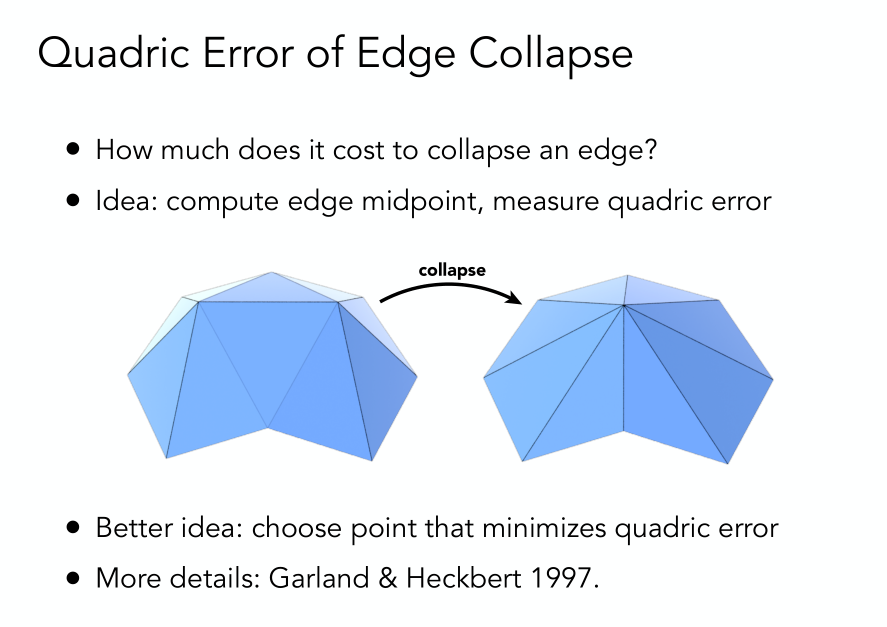 Quadric Error of Edge Collapse
• How much does it cost to collapse an edge?
• Idea: compute edge midpoint, measure quadric error
collapse
• Better idea: choose point that minimizes quadric error
• More details: Garland & Heckbert 1997.